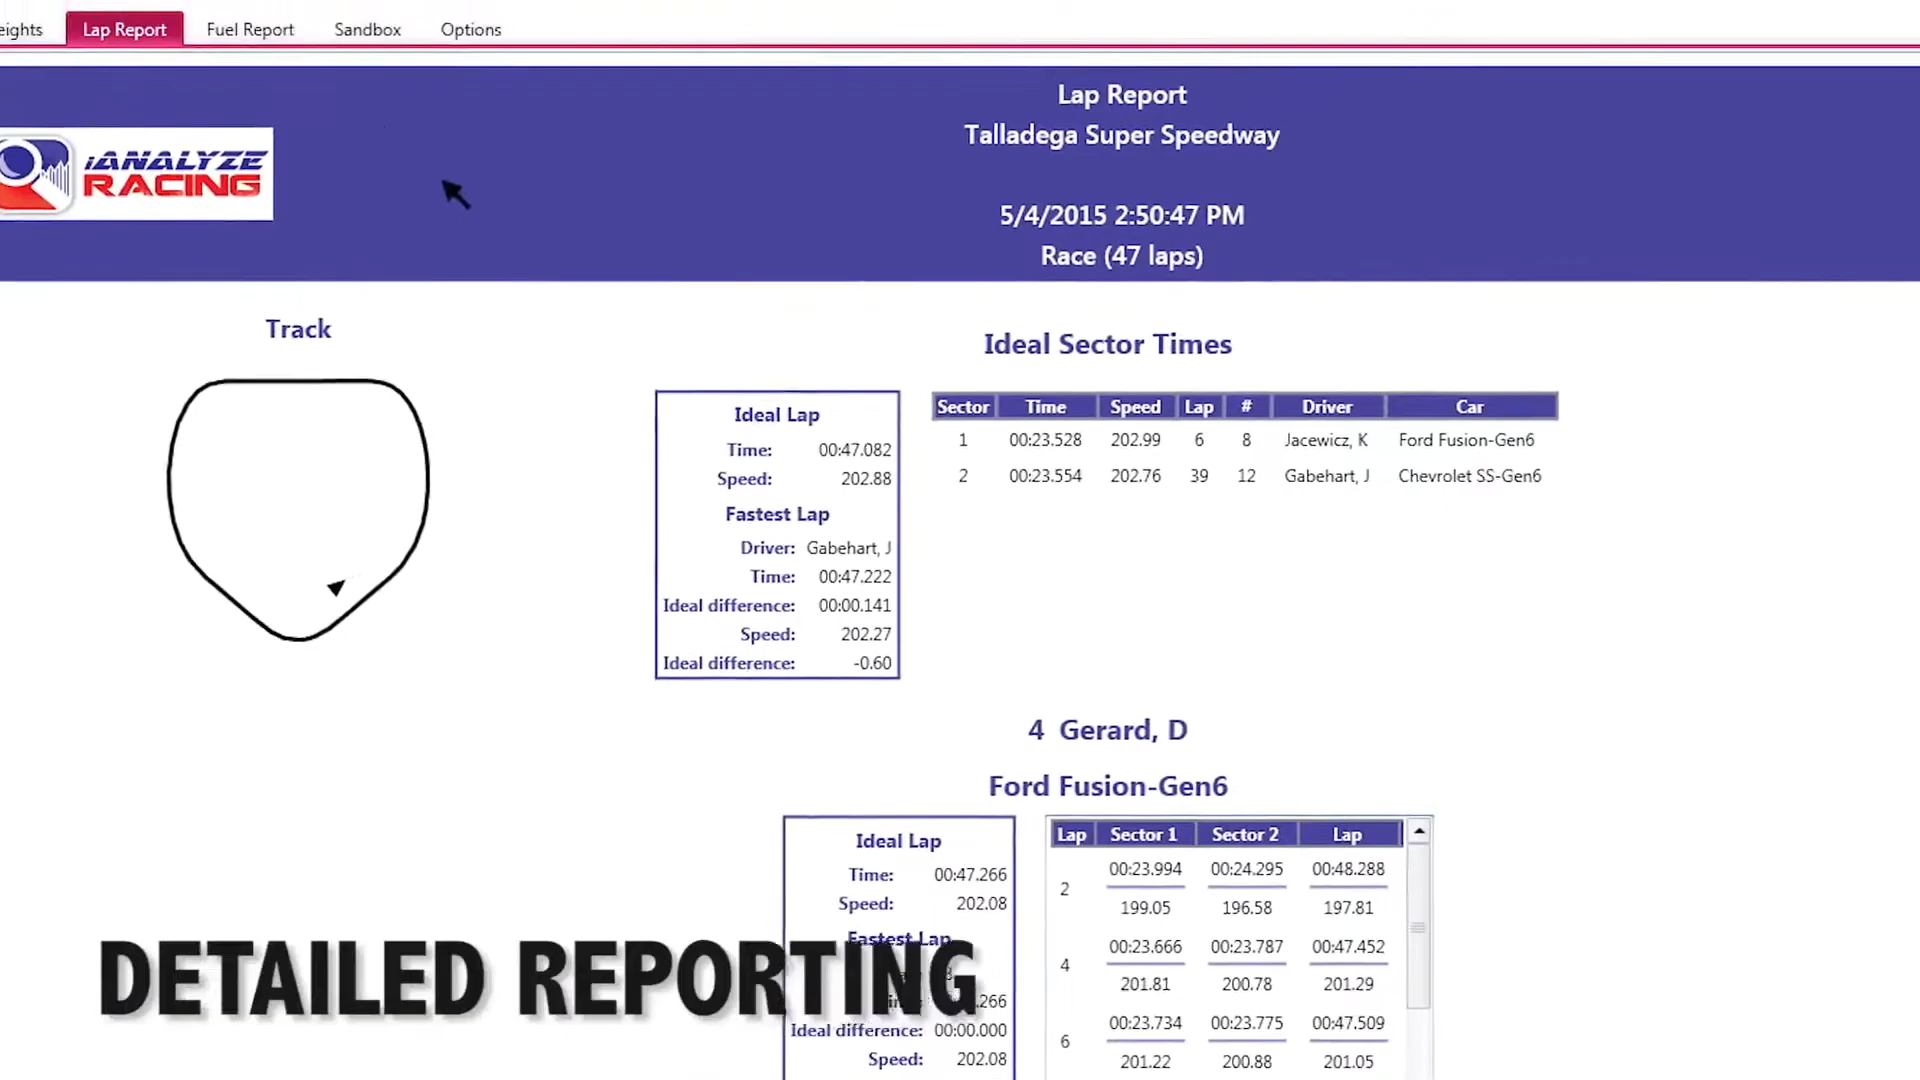 eights Lap Report Fuel Report Sandbox Options
Lap Report
Talladega Super Speedway
iANALYZE
RACING
5/4/2015 2:50:47 PM
Race (47 laps)
Track
Ideal Sector Times
Ideal Lap
Time: 00:47.082
Speed: 202.88
Fastest Lap
Driver: Gabehart, J
Time: 00:47.222
Ideal difference: 00:00.141
Speed: 202.27
Ideal difference: -0.60
Sector Time Speed Lap # Driver Car
1 00:23.528 202.99 6 8 Jacewicz, K Ford Fusion-Gen6
2 00:23.554 202.76 39 12 Gabehart, J Chevrolet SS-Gen6
4 Gerard, D
Ford Fusion-Gen6
Ideal Lap
Time: 00:47.266
Speed: 202.08
Fastest Lap
.266
Ideal difference: 00:00.000
Speed: 202.08
Lap Sector 1 Sector 2 Lap
2 00:23.994 00:24.295 00:48.288
199.05 196.58 197.81
4 00:23.666 00:23.787 00:47.452
201.81 200.78 201.29
6 00:23.734 00:23.775 00:47.509
201.22 200.88 201.05
DETAILED REPORTING